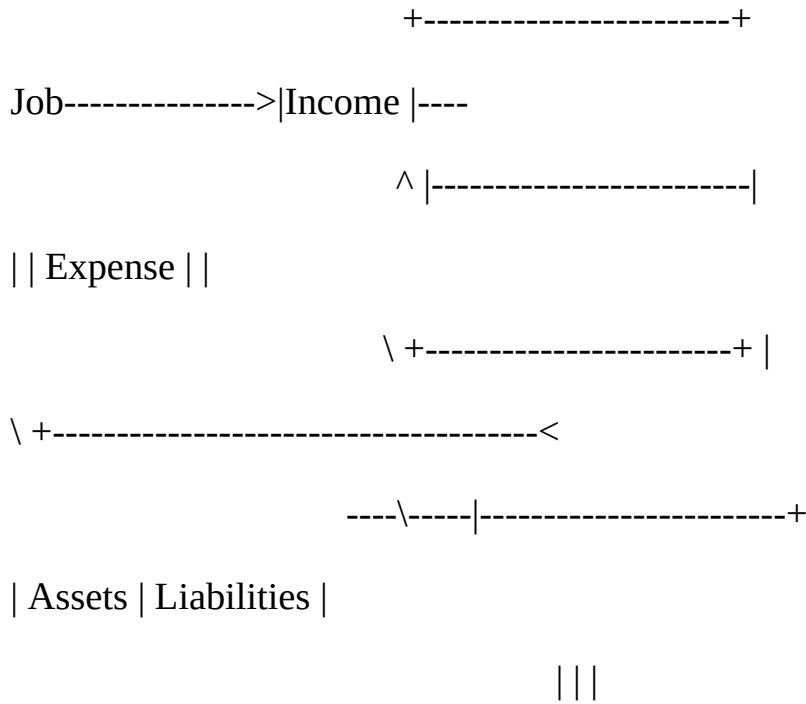 +------------------------+
Job--------------->|Income |----
^ |-------------------------|
| | Expense | |
\ +------------------------+ |
\ +--------------------------------------<
----\-----|------------------------+
| Assets | Liabilities |
| | |